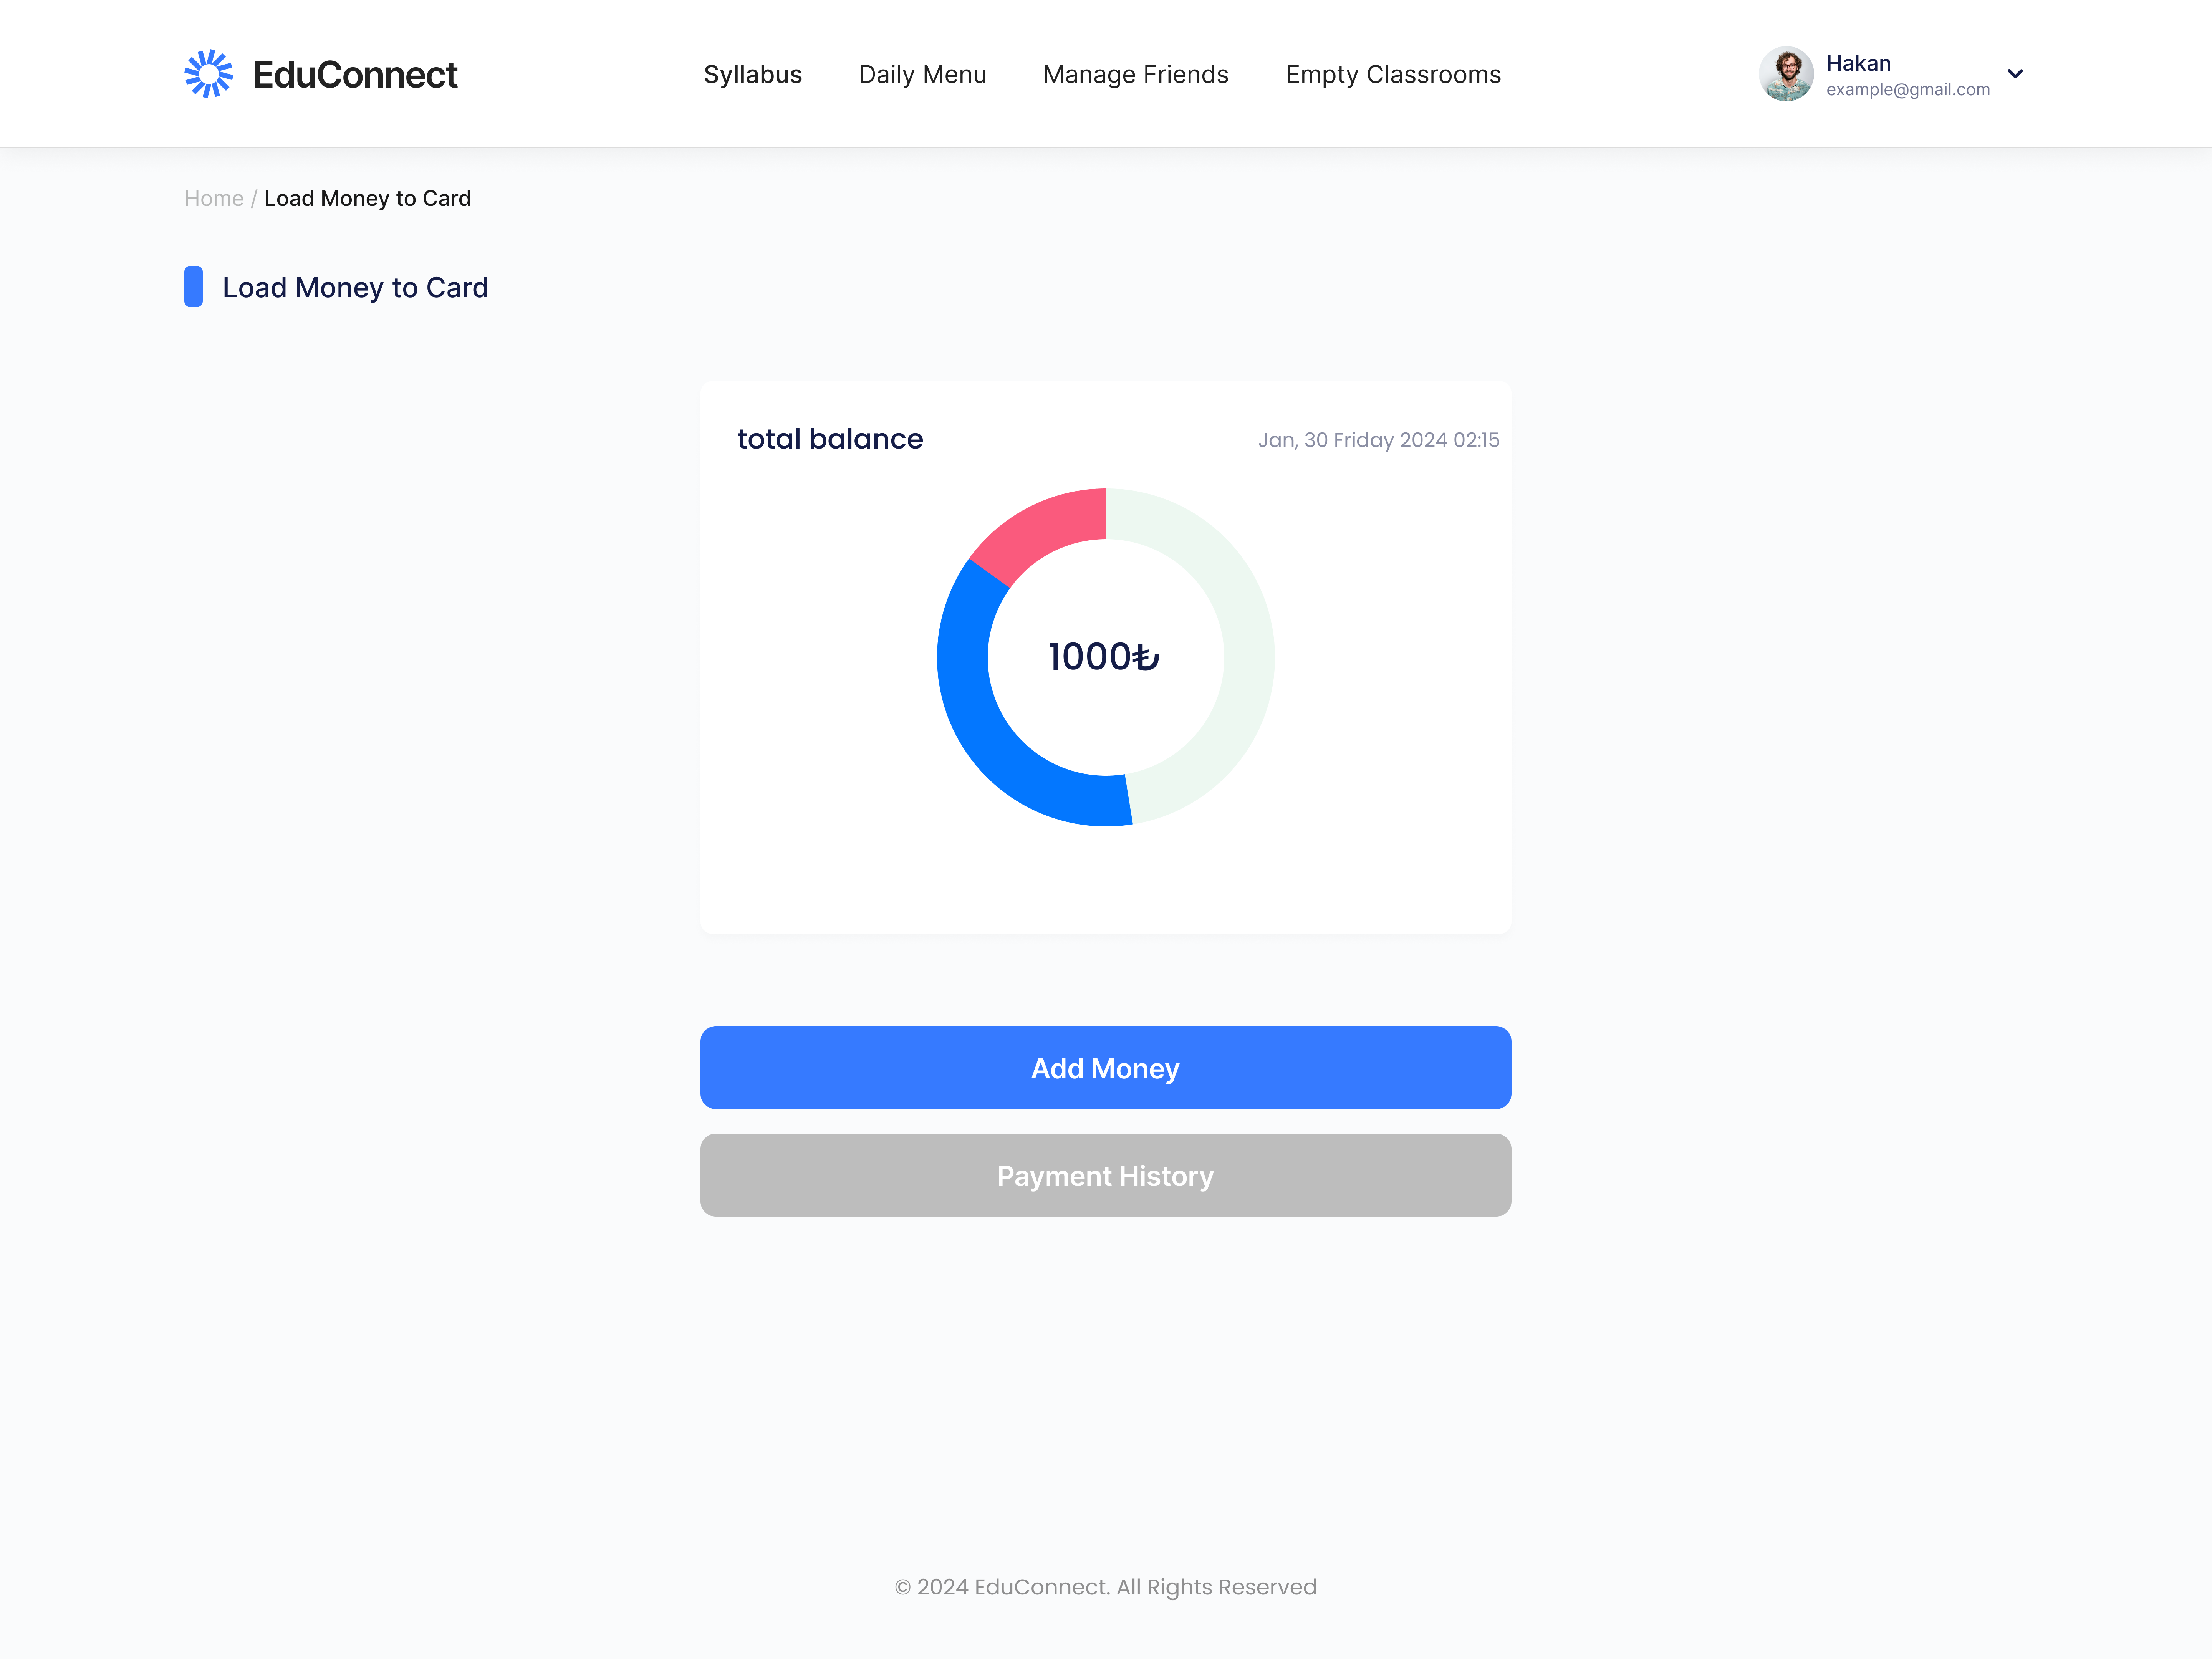 EduConnect
Syllabus
Daily Menu
Manage Friends
Empty Classrooms
Hakan
example@gmail.com
Home / Load Money to Card
Load Money to Card
total balance
Jan, 30 Friday 2024 02:15
1000₺
Add Money
Payment History
© 2024 EduConnect. All Rights Reserved